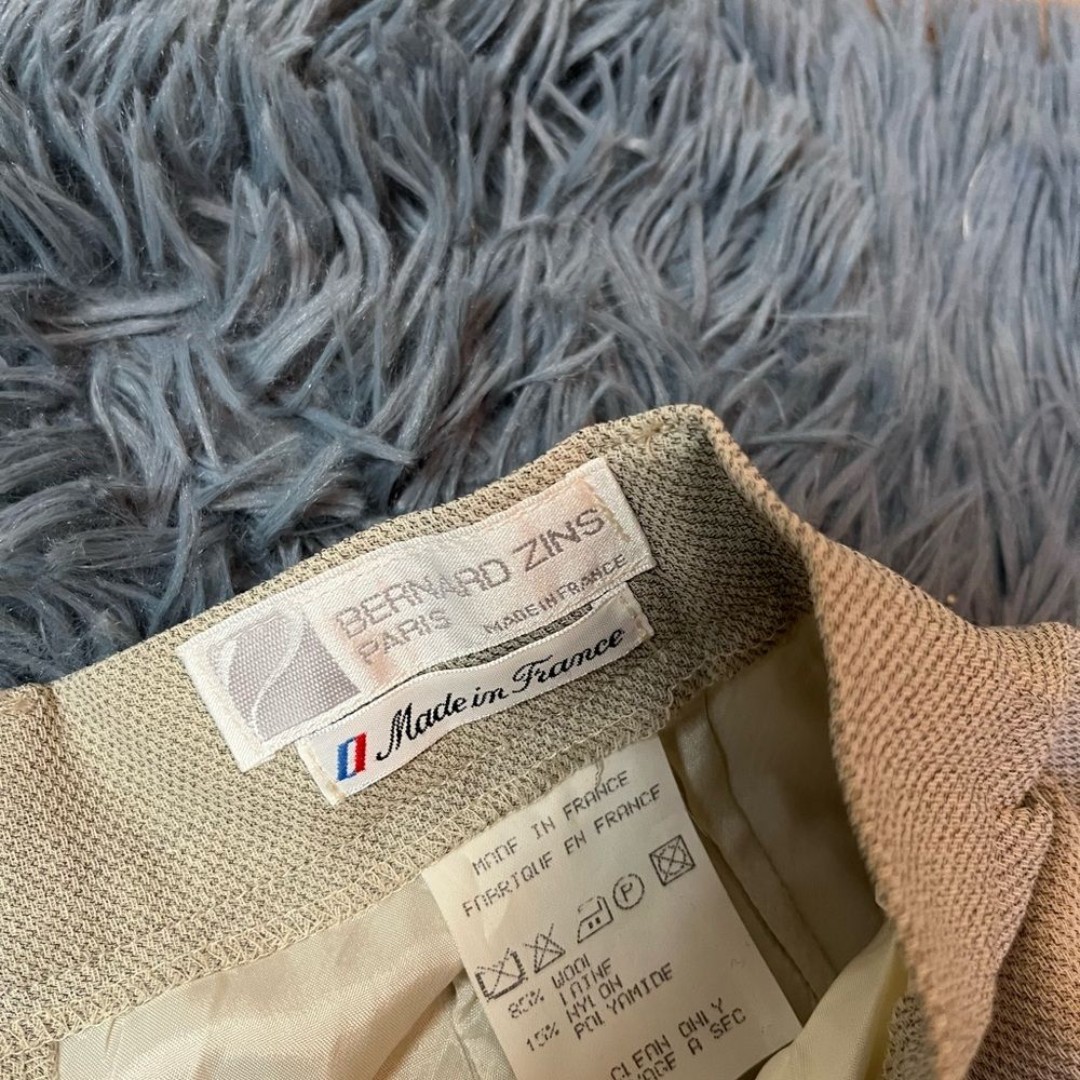 BERNARD ZINS
PARIS MADE IN FRANCE
Made in France
MADE IN FRANCE
FABRIQUE EN FRANCE
P
85% WOOL
LAINE
15% NYLON
POLYAMIDE
CLEAN ONLY
A SEC